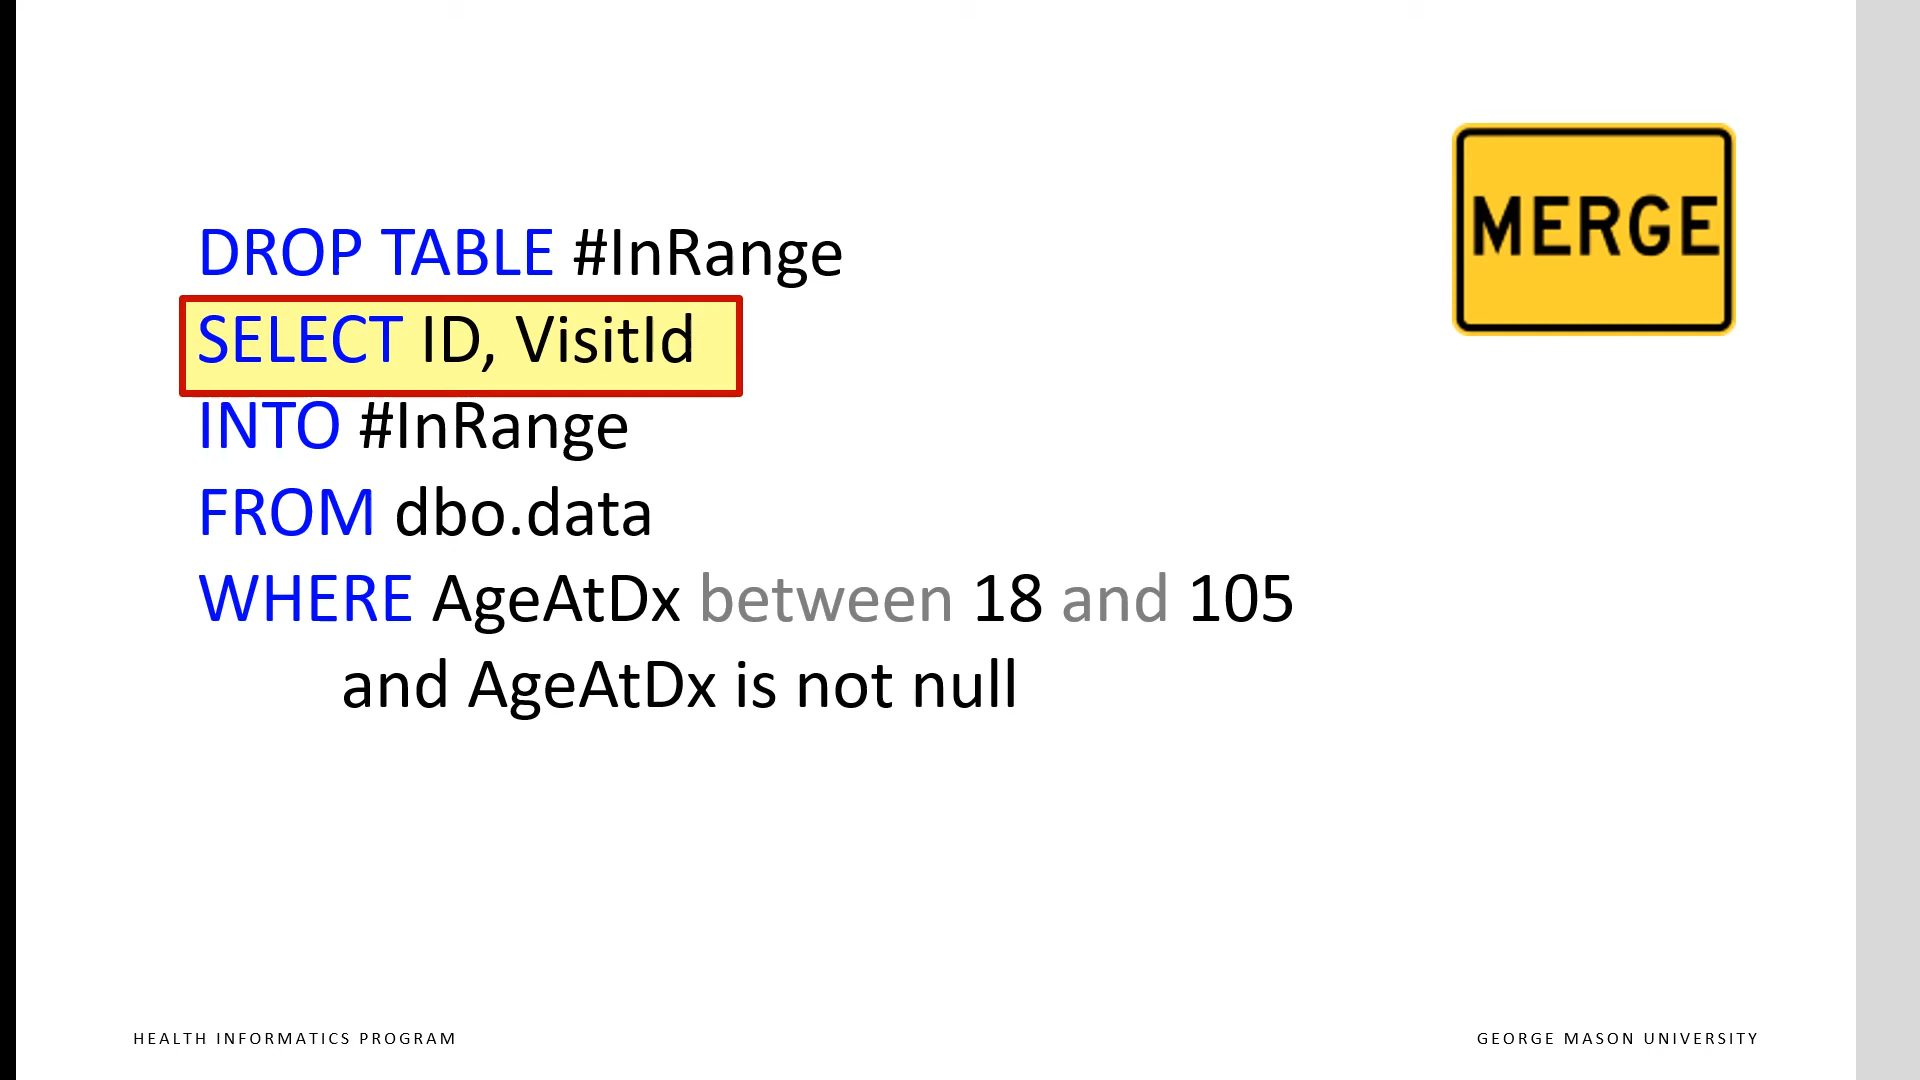 DROP TABLE #InRange
SELECT ID, VisitId
INTO #InRange
FROM dbo.data
WHERE AgeAtDx between 18 and 105
and AgeAtDx is not null
MERGE
HEALTH INFORMATICS PROGRAM
GEORGE MASON UNIVERSITY